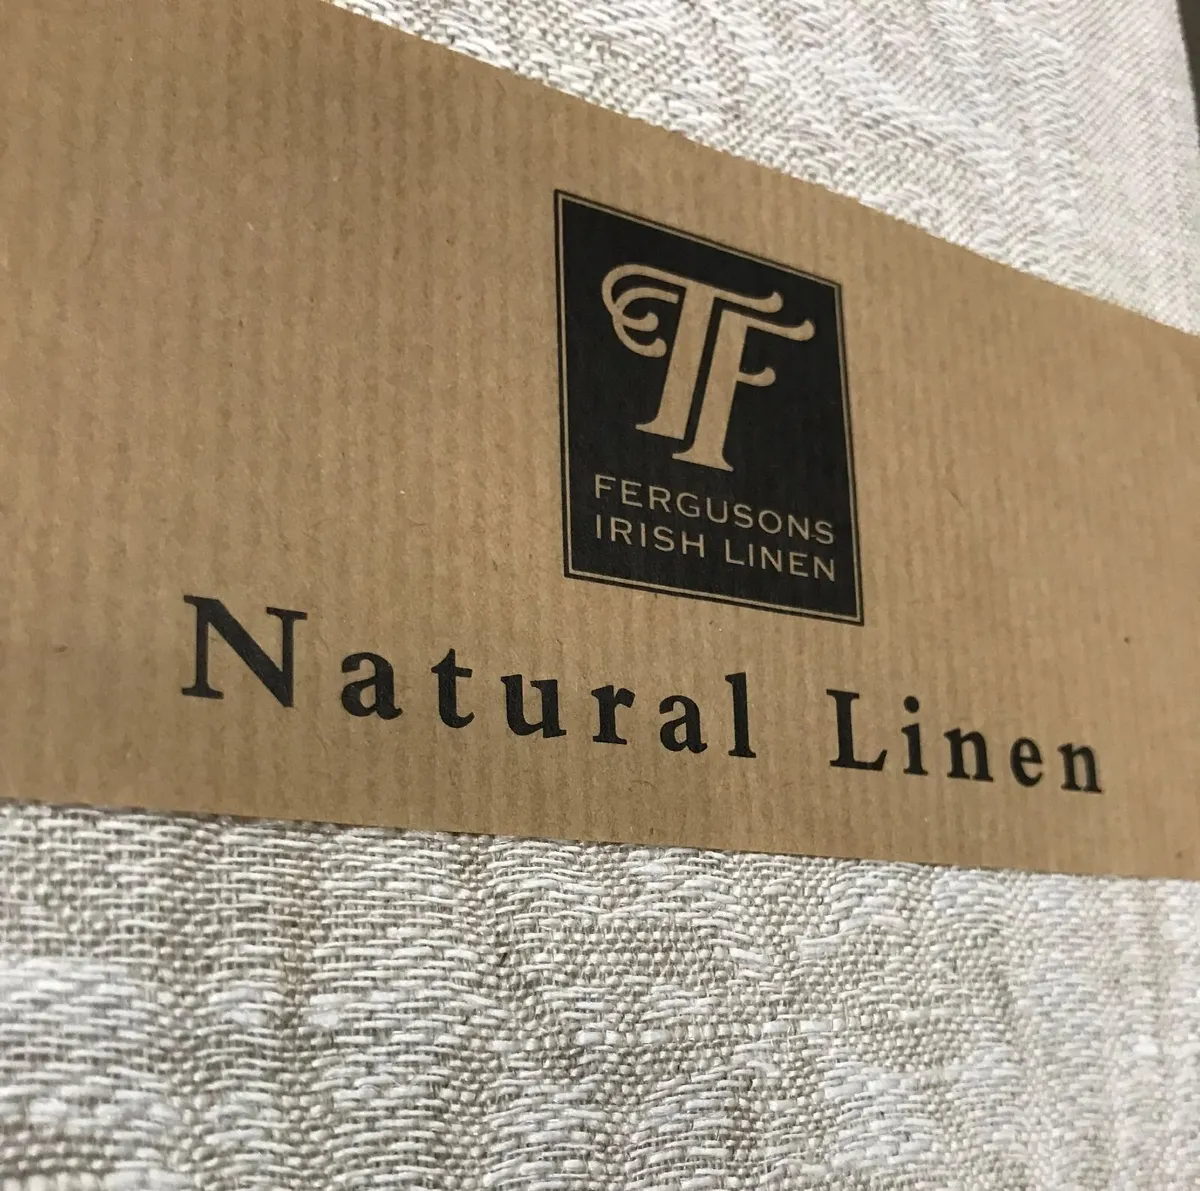 TF
FERGUSONS
IRISH LINEN
Natural Linen